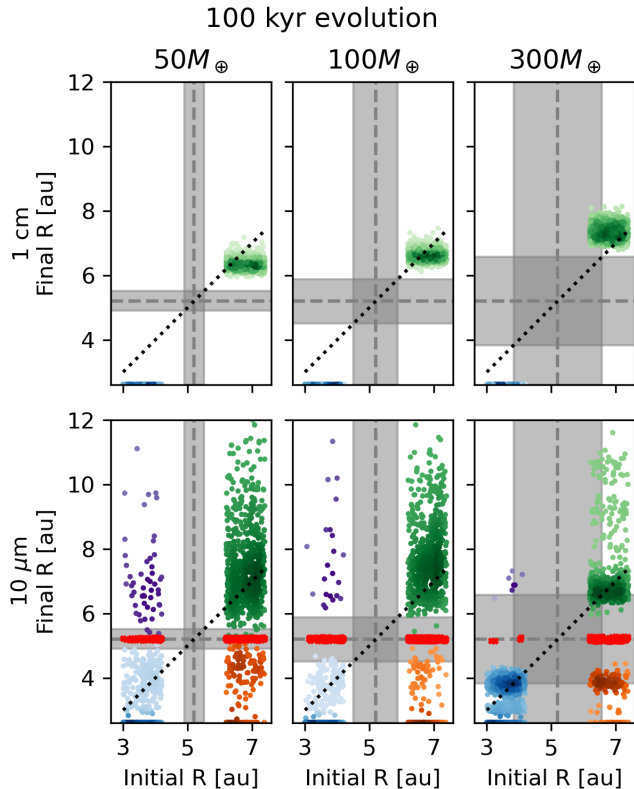 100 kyr evolution
50M⊕ 100M⊕ 300M⊕
12
10
8
6
4
1 cm
Final R [au]
12
10
8
6
4
10 μm
Final R [au]
3 5 7 3 5 7 3 5 7
Initial R [au] Initial R [au] Initial R [au]